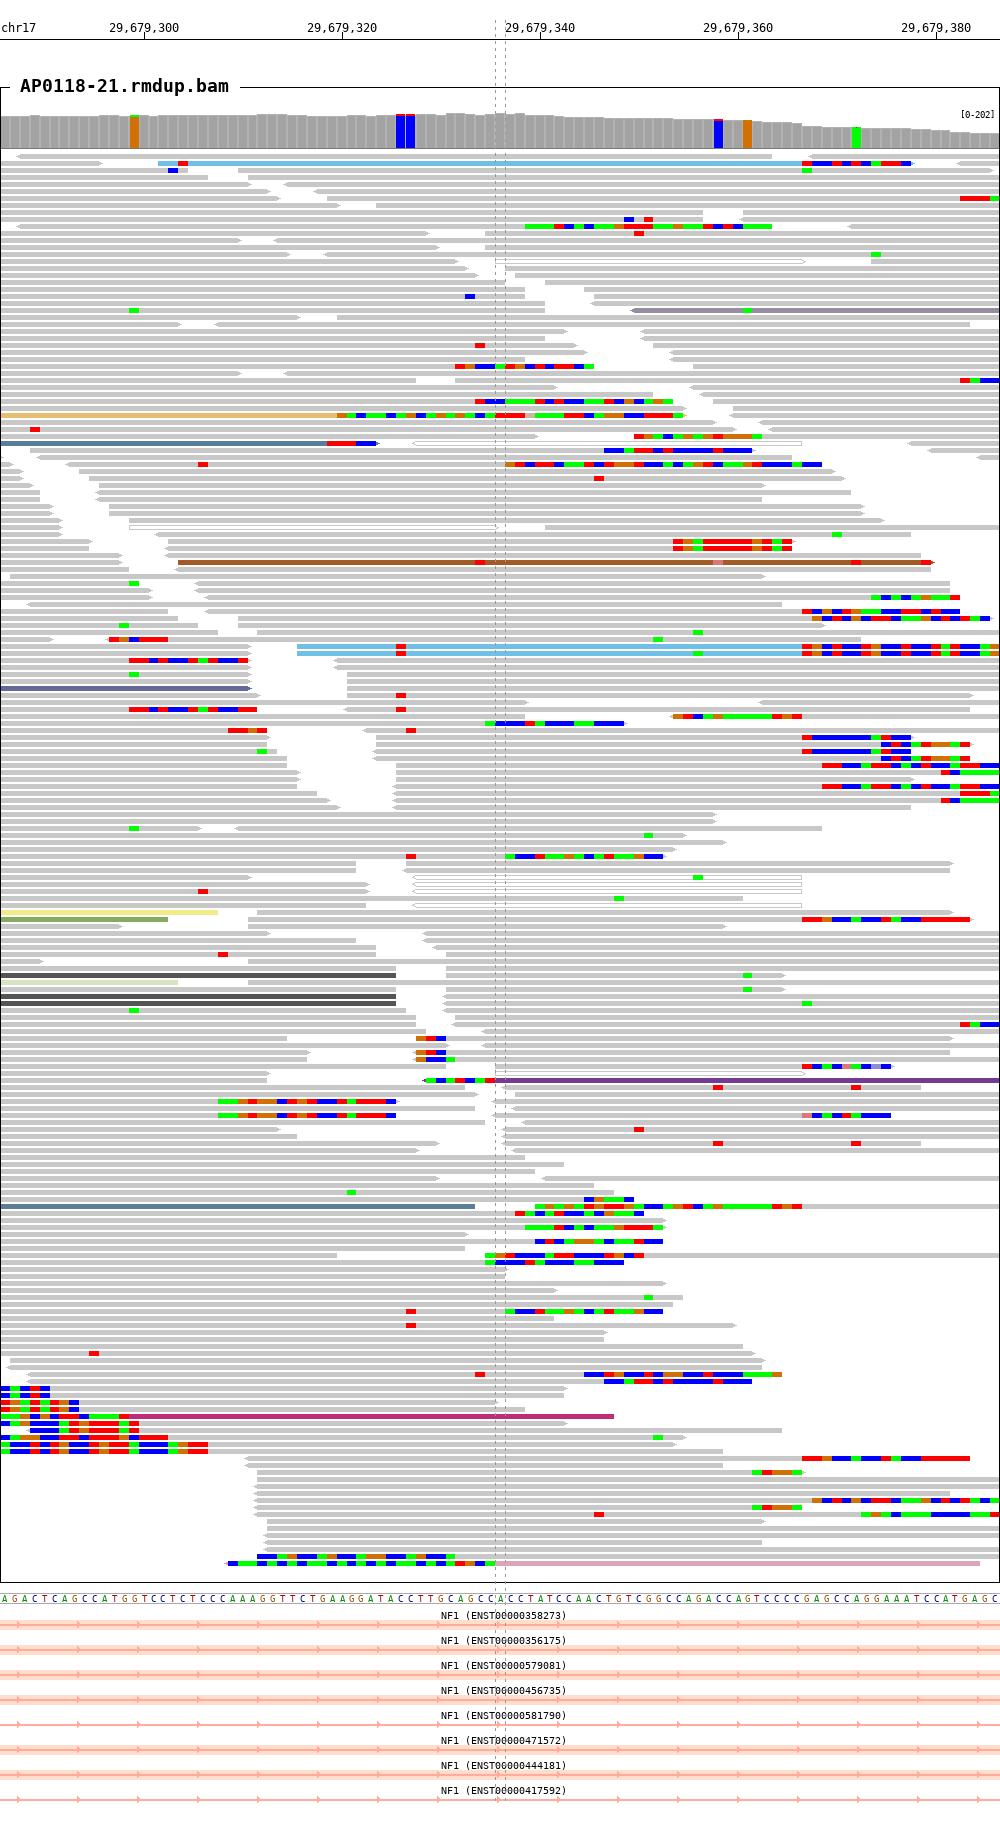 chr17 29,679,300 29,679,320 29,679,340 29,679,360 29,679,380
AP0118-21.rmdup.bam
[0-202]
AGACTCAGCCATGGTCCTCTCCCAAAGGTTCTGAAGGATACCTTGCAGCCACCTATCCAACTGTCGGCCAGACCAGTCCCCGAGCCAGGAAATCCATGAGC
NF1 (ENST00000358273)
NF1 (ENST00000356175)
NF1 (ENST00000579081)
NF1 (ENST00000456735)
NF1 (ENST00000581790)
NF1 (ENST00000471572)
NF1 (ENST00000444181)
NF1 (ENST00000417592)